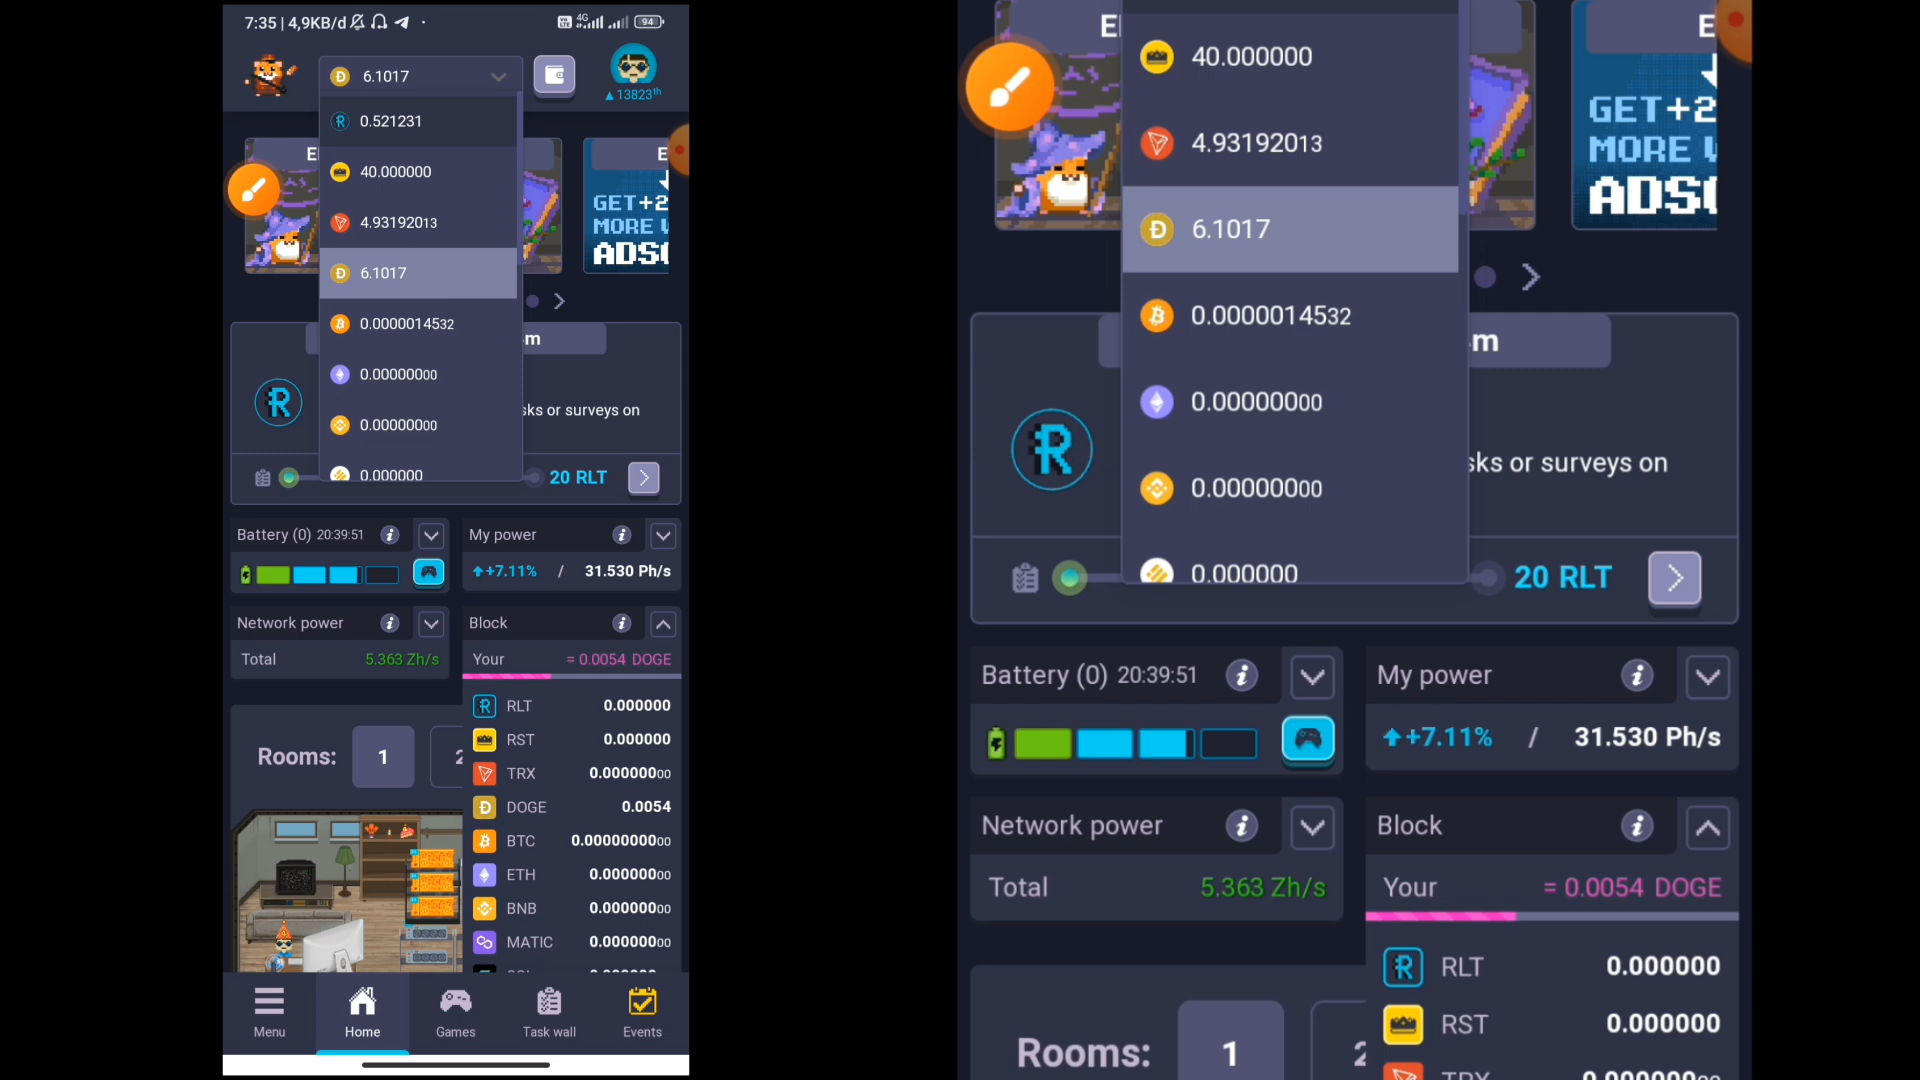 7:35 | 4,9KB/d
4G
94
6.1017
13823th
0.521231
40.000000
4.93192013
6.1017
0.0000014532
0.00000000
0.00000000
0.000000
GET+2
MORE
sks or surveys on
20 RLT
Battery (0) 20:39:51
My power
+7.11% / 31.530 Ph/s
Network power
Block
Total 5.363 Zh/s
Your = 0.0054 DOGE
RLT 0.000000
RST 0.000000
TRX 0.00000000
DOGE 0.0054
BTC 0.0000000000
ETH 0.00000000
BNB 0.00000000
MATIC 0.00000000
Rooms: 1 2
Menu
Home
Games
Task wall
Events
40.000000
4.93192013
6.1017
0.0000014532
0.00000000
0.00000000
0.000000
GET+2
MORE
sks or surveys on
20 RLT
Battery (0) 20:39:51
My power
+7.11% / 31.530 Ph/s
Network power
Block
Total 5.363 Zh/s
Your = 0.0054 DOGE
RLT 0.000000
RST 0.000000
Rooms: 1 2